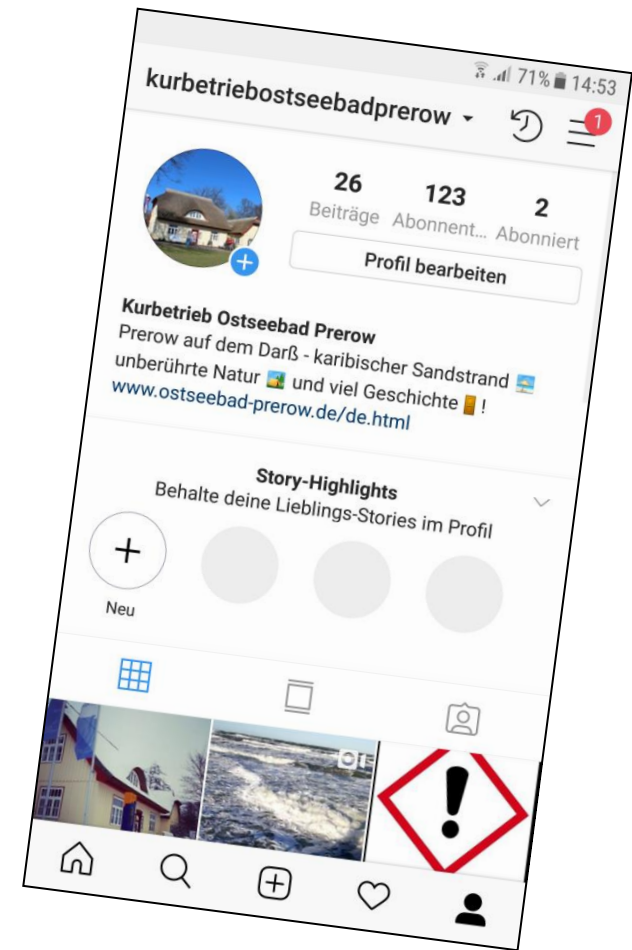 71% 14:53
kurbetriebostseebadprerow
1
26 123 2
Beiträge Abonnent... Abonniert
Profil bearbeiten
Kurbetrieb Ostseebad Prerow
Prerow auf dem Darß - karibischer Sandstrand 🏖️
unberührte Natur 🏝️ und viel Geschichte 🚪!
www.ostseebad-prerow.de/de.html
Story-Highlights
Behalte deine Lieblings-Stories im Profil
Neu